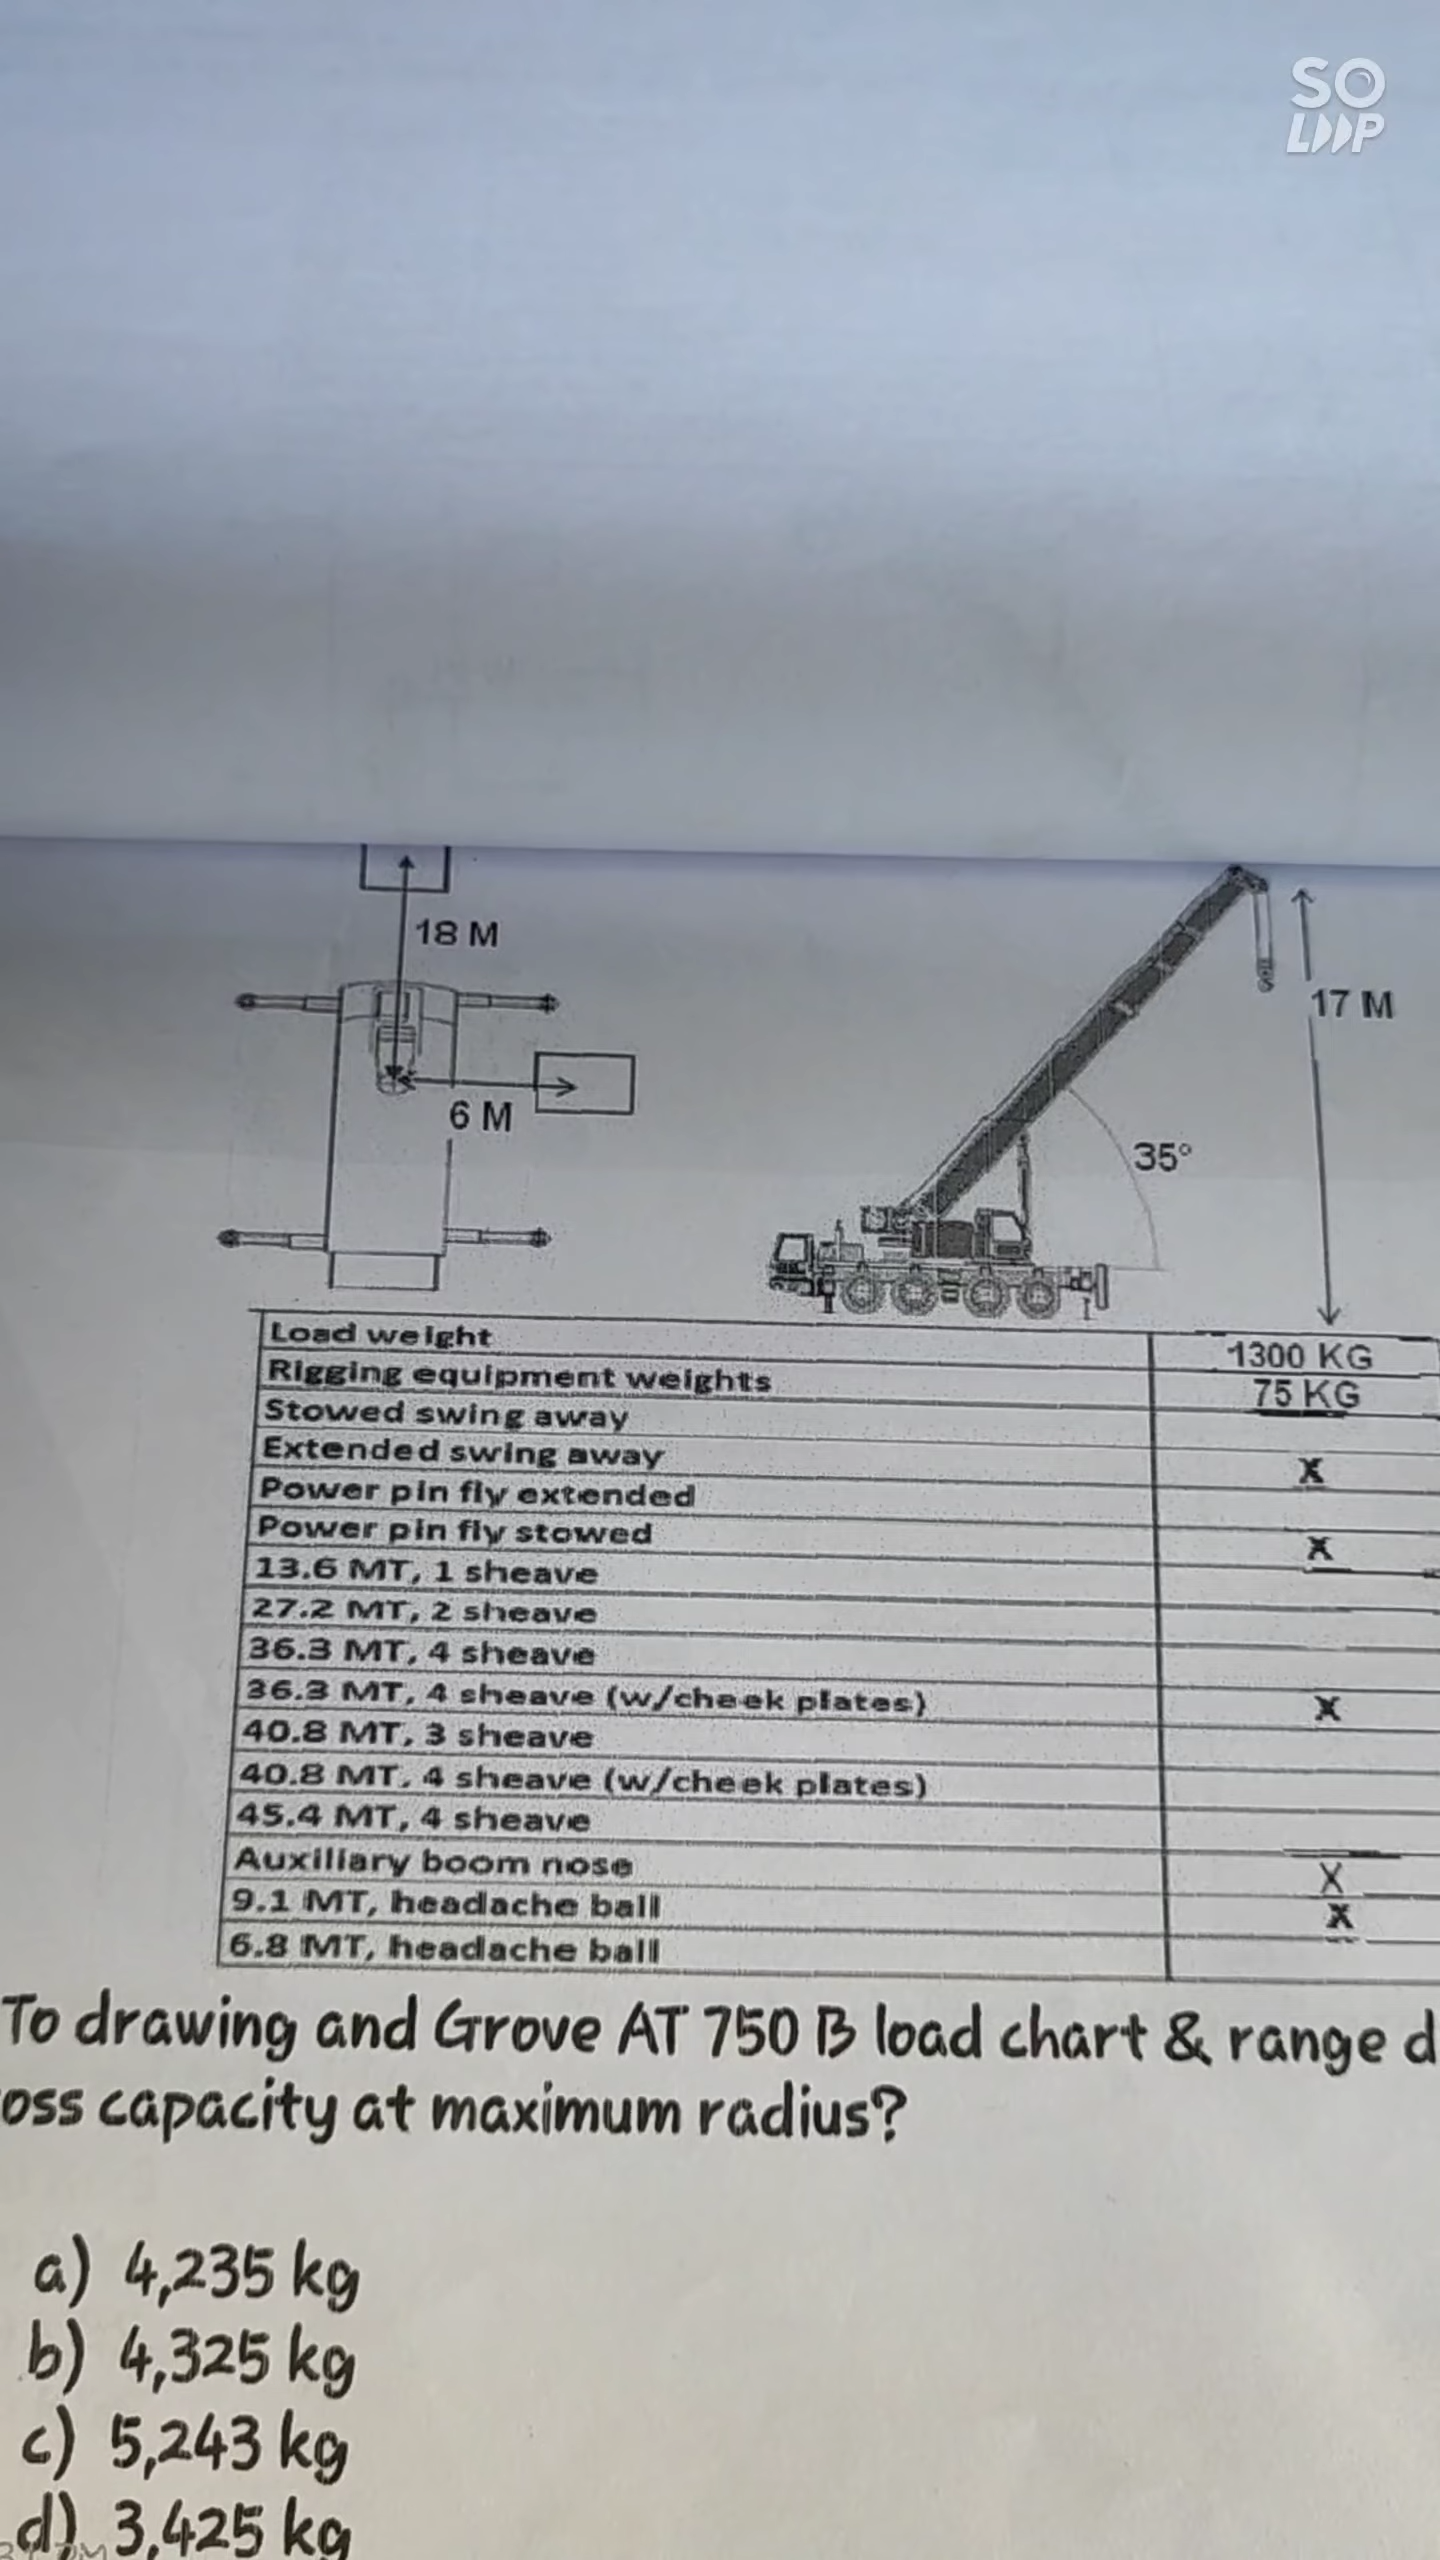 SO
LOOP
18 M
6 M
17 M
35°
Load weight 1300 KG
Rigging equipment weights 75 KG
Stowed swing away
Extended swing away X
Power pin fly extended
Power pin fly stowed X
13.6 MT, 1 sheave
27.2 MT, 2 sheave
36.3 MT, 4 sheave
36.3 MT, 4 sheave (w/cheek plates) X
40.8 MT, 3 sheave
40.8 MT, 4 sheave (w/cheek plates)
45.4 MT, 4 sheave
Auxiliary boom nose X
9.1 MT, headache ball X
6.8 MT, headache ball
To drawing and Grove AT 750 B load chart & range d
oss capacity at maximum radius?
a) 4,235 kg
b) 4,325 kg
c) 5,243 kg
d) 3,425 kg